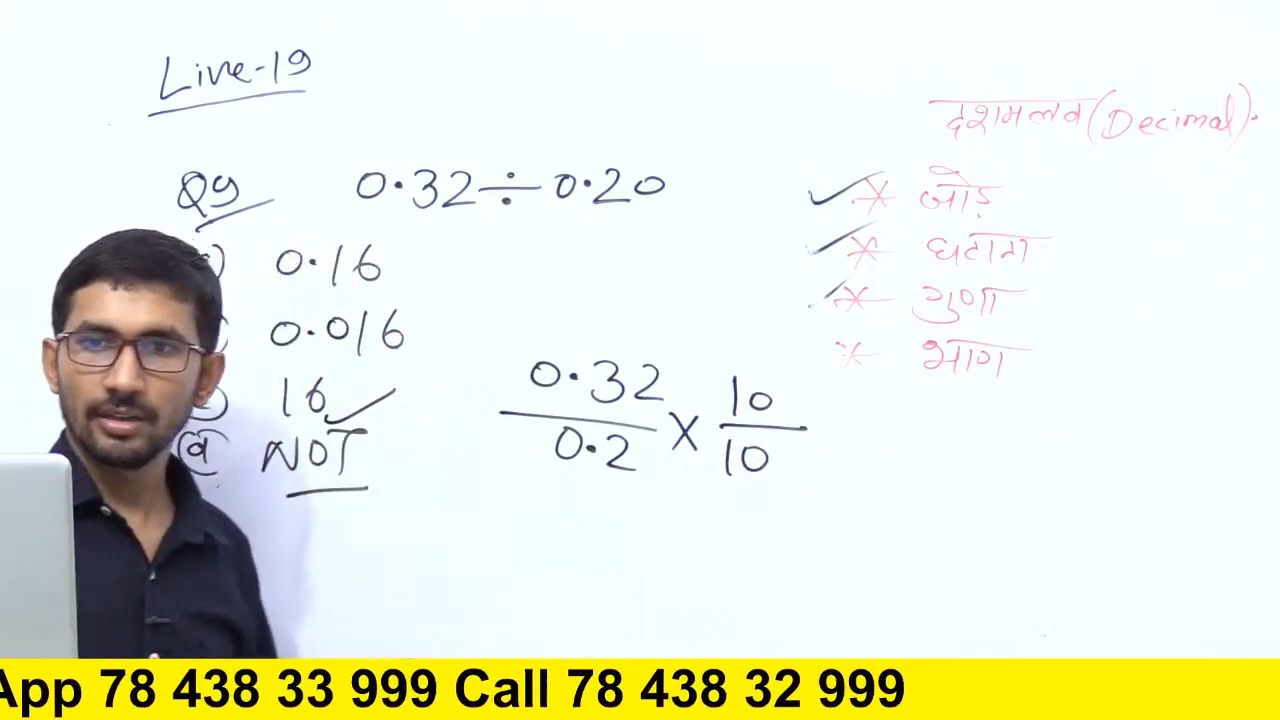 Live-19
दशमलव (Decimal).
Q9 0.32 ÷ 0.20
0.16
0.016
16
d NOT
0.32 / 0.2 × 10 / 10
* जोड़
* घटाना
* गुणा
* भाग
App 78 438 33 999 Call 78 438 32 999